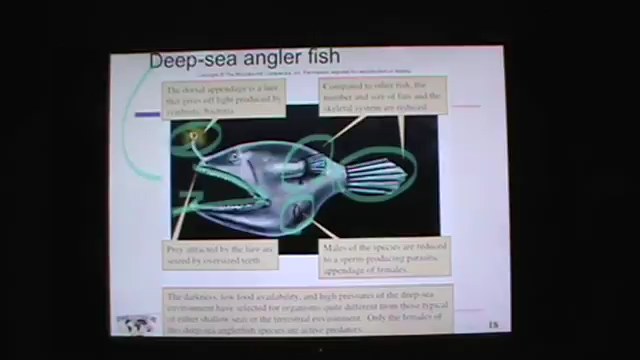 Deep-sea angler fish
The dorsal appendage is a lure
that gives off light produced by
symbiotic bacteria.
Compared to other fish, the
number and size of fins and the
skeletal system are reduced.
Prey attracted by the lure are
seized by oversized teeth.
Males of the species are reduced
to a sperm-producing parasitic
appendage of females.
The darkness, low food availability, and high pressures of the deep-sea
environment have selected for organisms quite different from those typical
of either shallow seas or the terrestrial environment. Only the females of
this deep-sea anglerfish species are active predators.
18